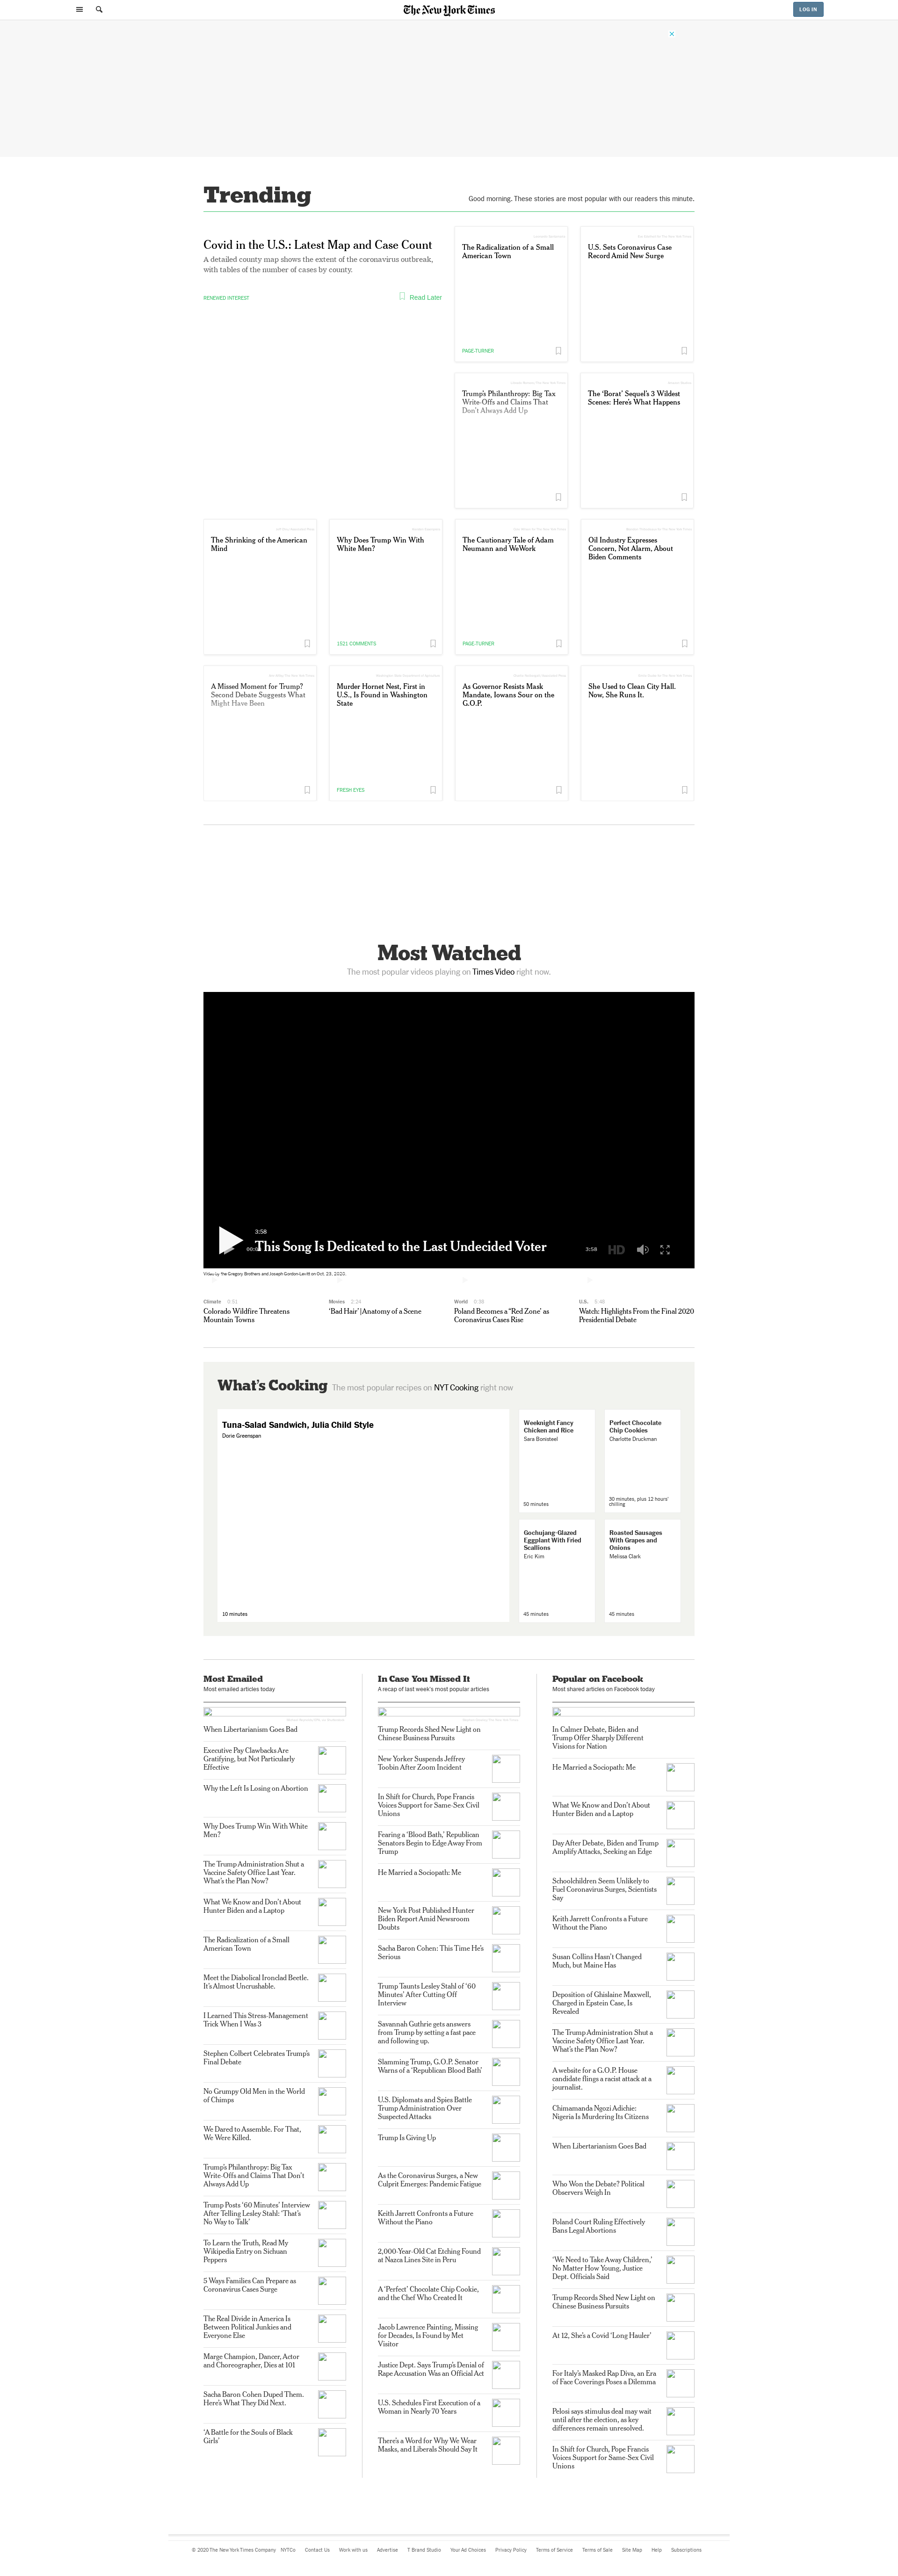 The New York Times
LOG IN
Trending
Good morning. These stories are most popular with our readers this minute.
Covid in the U.S.: Latest Map and Case Count
A detailed county map shows the extent of the coronavirus outbreak,
with tables of the number of cases by county.
RENEWED INTEREST
Read Later
The Radicalization of a Small
American Town
PAGE-TURNER
U.S. Sets Coronavirus Case
Record Amid New Surge
Trump's Philanthropy: Big Tax
Write-Offs and Claims That
Don't Always Add Up
The 'Borat' Sequel's 3 Wildest
Scenes: Here's What Happens
The Shrinking of the American
Mind
Why Does Trump Win With
White Men?
1521 COMMENTS
The Cautionary Tale of Adam
Neumann and WeWork
PAGE-TURNER
Oil Industry Expresses
Concern, Not Alarm, About
Biden Comments
A Missed Moment for Trump?
Second Debate Suggests What
Might Have Been
Murder Hornet Nest, First in
U.S., Is Found in Washington
State
FRESH EYES
As Governor Resists Mask
Mandate, Iowans Sour on the
G.O.P.
She Used to Clean City Hall.
Now, She Runs It.
Most Watched
The most popular videos playing on Times Video right now.
3:58
00:00
This Song Is Dedicated to the Last Undecided Voter
3:58
HD
Video by the Gregory Brothers and Joseph Gordon-Levitt on Oct. 23, 2020.
Climate 0:51
Colorado Wildfire Threatens
Mountain Towns
Movies 2:24
'Bad Hair' | Anatomy of a Scene
World 0:39
Poland Becomes a "Red Zone' as
Coronavirus Cases Rise
U.S. 9:46
Watch: Highlights From the Final 2020
Presidential Debate
What's Cooking The most popular recipes on NYT Cooking right now
Tuna-Salad Sandwich, Julia Child Style
Dorie Greenspan
10 minutes
Weeknight Fancy
Chicken and Rice
Sara Bonisteel
50 minutes
Perfect Chocolate
Chip Cookies
Charlotte Druckman
30 minutes, plus 12 hours'
chilling
Gochujang-Glazed
Eggplant With Fried
Scallions
Eric Kim
45 minutes
Roasted Sausages
With Grapes and
Onions
Melissa Clark
45 minutes
Most Emailed
Most emailed articles today
When Libertarianism Goes Bad
Executive Pay Clawbacks Are
Gratifying, but Not Particularly
Effective
Why the Left Is Losing on Abortion
Why Does Trump Win With White
Men?
The Trump Administration Shut a
Vaccine Safety Office Last Year.
What's the Plan Now?
What We Know and Don't About
Hunter Biden and a Laptop
The Radicalization of a Small
American Town
Meet the Diabolical Ironclad Beetle.
It's Almost Uncrushable.
I Learned This Stress-Management
Trick When I Was 3
Stephen Colbert Celebrates Trump's
Final Debate
No Grumpy Old Men in the World
of Chimps
We Dared to Assemble. For That,
We Were Killed.
Trump's Philanthropy: Big Tax
Write-Offs and Claims That Don't
Always Add Up
Trump Posts '60 Minutes' Interview
After Telling Lesley Stahl: 'That's
No Way to Talk'
To Learn the Truth, Read My
Wikipedia Entry on Sichuan
Peppers
5 Ways Families Can Prepare as
Coronavirus Cases Surge
The Real Divide in America Is
Between Political Junkies and
Everyone Else
Marge Champion, Dancer, Actor
and Choreographer, Dies at 101
Sacha Baron Cohen Duped Them.
Here's What They Did Next.
'A Battle for the Souls of Black
Girls'
In Case You Missed It
A recap of last week's most popular articles
Trump Records Shed New Light on
Chinese Business Pursuits
New Yorker Suspends Jeffrey
Toobin After Zoom Incident
In Shift for Church, Pope Francis
Voices Support for Same-Sex Civil
Unions
Fearing a 'Blood Bath,' Republican
Senators Begin to Edge Away From
Trump
He Married a Sociopath: Me
New York Post Published Hunter
Biden Report Amid Newsroom
Doubts
Sacha Baron Cohen: This Time He's
Serious
Trump Taunts Lesley Stahl of '60
Minutes' After Cutting Off
Interview
Savannah Guthrie gets answers
from Trump by setting a fast pace
and following up.
Slamming Trump, G.O.P. Senator
Warns of a 'Republican Blood Bath'
U.S. Diplomats and Spies Battle
Trump Administration Over
Suspected Attacks
Trump Is Giving Up
As the Coronavirus Surges, a New
Culprit Emerges: Pandemic Fatigue
Keith Jarrett Confronts a Future
Without the Piano
2,000-Year-Old Cat Etching Found
at Nazca Lines Site in Peru
A 'Perfect' Chocolate Chip Cookie,
and the Chef Who Created It
Jacob Lawrence Painting, Missing
for Decades, Is Found by Met
Visitor
Justice Dept. Says Trump's Denial of
Rape Accusation Was an Official Act
U.S. Schedules First Execution of a
Woman in Nearly 70 Years
There's a Word for Why We Wear
Masks, and Liberals Should Say It
Popular on Facebook
Most shared articles on Facebook today
In Calmer Debate, Biden and
Trump Offer Sharply Different
Visions for Nation
He Married a Sociopath: Me
What We Know and Don't About
Hunter Biden and a Laptop
Day After Debate, Biden and Trump
Amplify Attacks, Seeking an Edge
Schoolchildren Seem Unlikely to
Fuel Coronavirus Surges, Scientists
Say
Keith Jarrett Confronts a Future
Without the Piano
Susan Collins Hasn't Changed
Much, but Maine Has
Deposition of Ghislaine Maxwell,
Charged in Epstein Case, Is
Revealed
The Trump Administration Shut a
Vaccine Safety Office Last Year.
What's the Plan Now?
A website for a G.O.P. House
candidate flings a racist attack at a
journalist.
Chimamanda Ngozi Adichie:
Nigeria Is Murdering Its Citizens
When Libertarianism Goes Bad
Who Won the Debate? Political
Observers Weigh In
Poland Court Ruling Effectively
Bans Legal Abortions
'We Need to Take Away Children,'
No Matter How Young, Justice
Dept. Officials Said
Trump Records Shed New Light on
Chinese Business Pursuits
At 12, She's a Covid 'Long Hauler'
For Italy's Masked Rap Diva, an Era
of Face Coverings Poses a Dilemma
Pelosi says stimulus deal may wait
until after the election, as key
differences remain unresolved.
In Shift for Church, Pope Francis
Voices Support for Same-Sex Civil
Unions
© 2020 The New York Times Company NYTCo Contact Us Work with us Advertise T Brand Studio Your Ad Choices Privacy Policy Terms of Service Terms of Sale Site Map Help Subscriptions